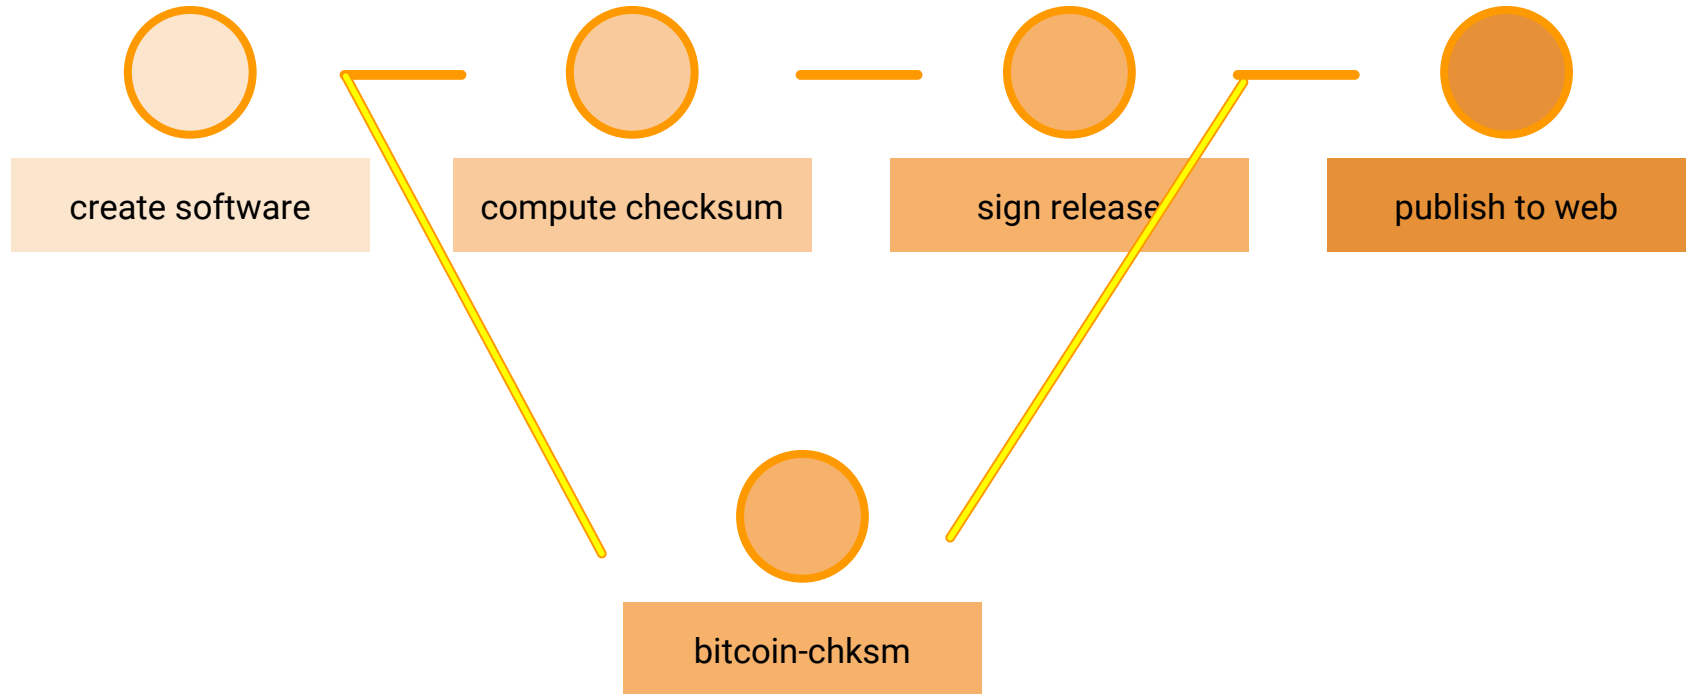 create software
compute checksum
sign release
publish to web
bitcoin-chksm